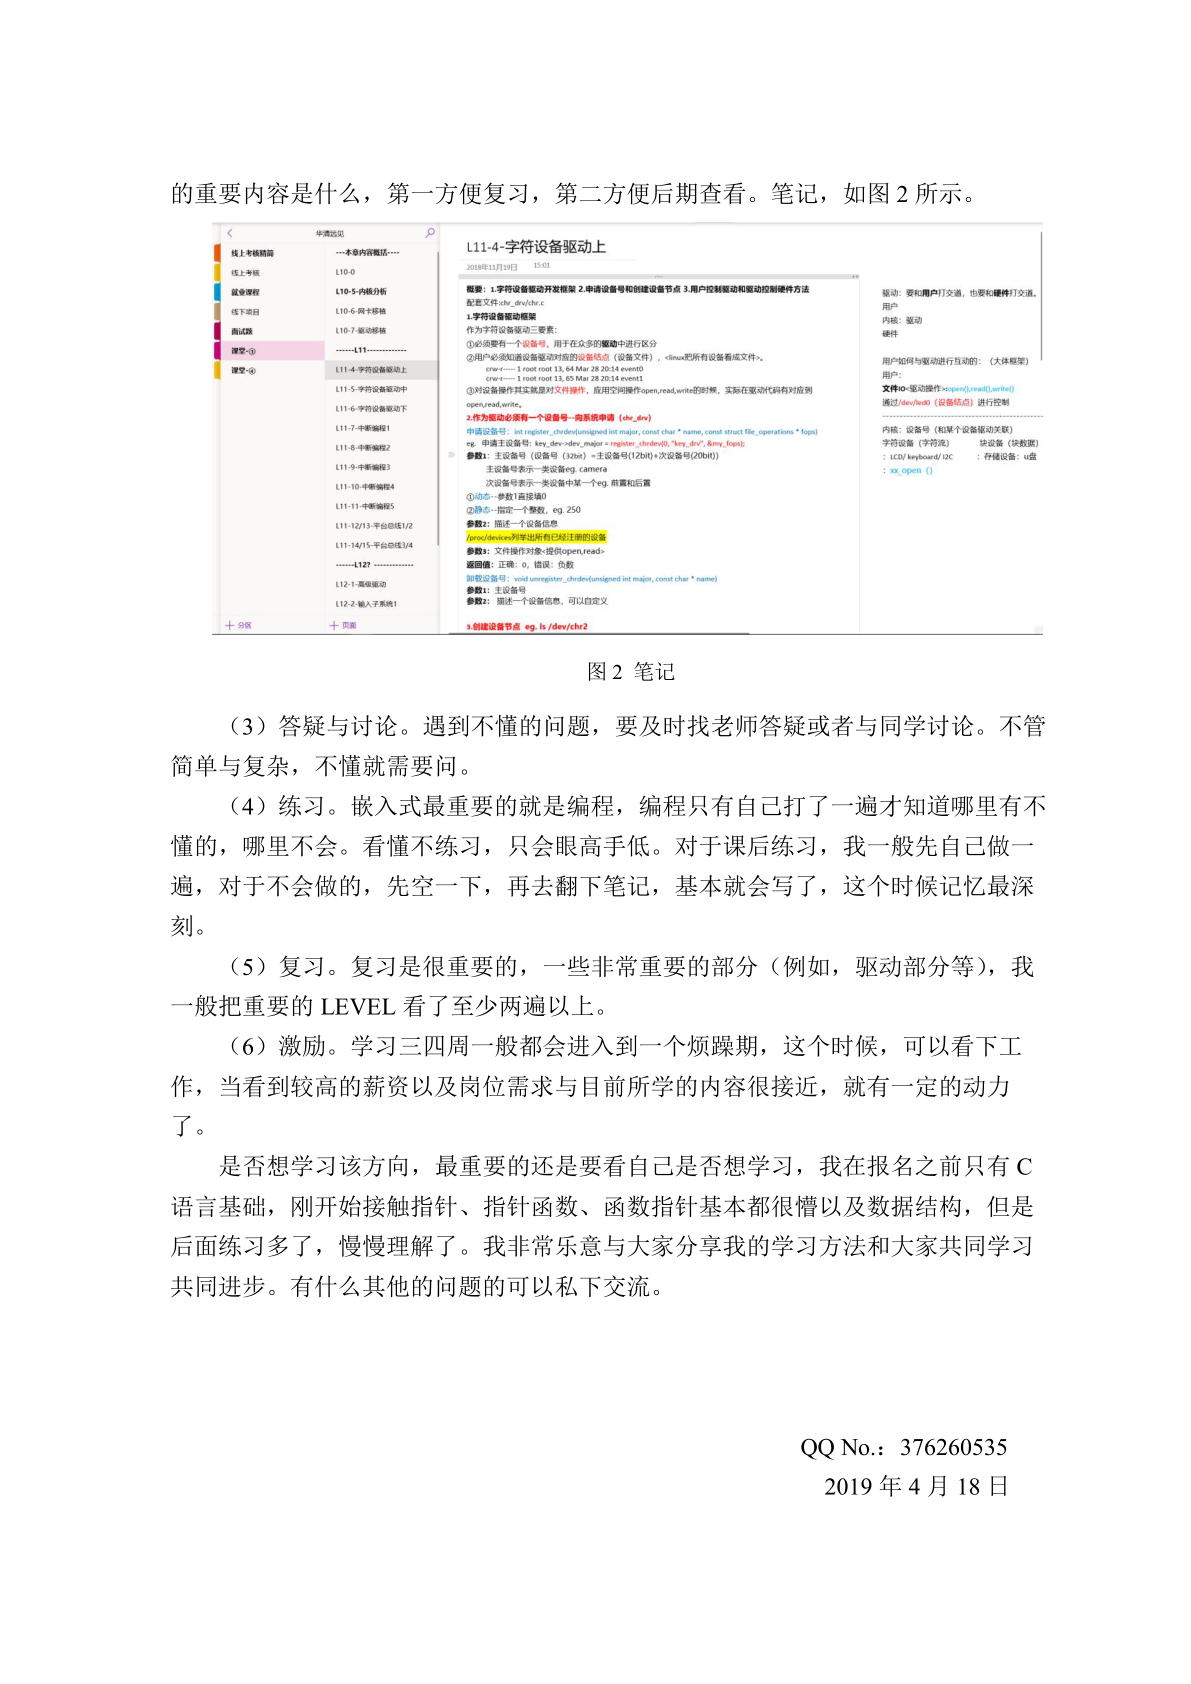 的重要内容是什么，第一方便复习，第二方便后期查看。笔记，如图 2 所示。
华清远见
线上考核精简
线上考核
就业课程
线下项目
面试题
课堂-③
课堂-④
＋ 分区
---本章内容概括----
L10-0
L10-5-内核分析
L10-6-网卡移植
L10-7-驱动移植
------L11-------------
L11-4-字符设备驱动上
L11-5-字符设备驱动中
L11-6-字符设备驱动下
L11-7-中断编程1
L11-8-中断编程2
L11-9-中断编程3
L11-10-中断编程4
L11-11-中断编程5
L11-12/13-平台总线1/2
L11-14/15-平台总线3/4
------L12? -------------
L12-1-高级驱动
L12-2-输入子系统1
＋ 页面
L11-4-字符设备驱动上
2018年11月19日 15:01
概要：1.字符设备驱动开发框架 2.申请设备号和创建设备节点 3.用户控制驱动和驱动控制硬件方法
配套文件:chr_drv/chr.c
1.字符设备驱动框架
作为字符设备驱动三要素：
①必须要有一个设备号，用于在众多的驱动中进行区分
②用户必须知道设备驱动对应的设备结点（设备文件），<linux把所有设备看成文件>。
crw-r----- 1 root root 13, 64 Mar 28 20:14 event0
crw-r----- 1 root root 13, 65 Mar 28 20:14 event1
③对设备操作其实就是对文件操作，应用空间操作open,read,write的时候，实际在驱动代码有对应到
open,read,write。
2.作为驱动必须有一个设备号--向系统申请（chr_drv）
申请设备号：int register_chrdev(unsigned int major, const char * name, const struct file_operations * fops)
eg. 申请主设备号：key_dev->dev_major = register_chrdev(0, "key_drv", &my_fops);
参数1：主设备号（设备号（32bit）=主设备号(12bit)+次设备号(20bit)）
主设备号表示一类设备eg. camera
次设备号表示一类设备中某一个eg. 前置和后置
①动态--参数1直接填0
②静态--指定一个整数，eg. 250
参数2：描述一个设备信息
/proc/devices列举出所有已经注册的设备
参数3：文件操作对象<提供open,read>
返回值：正确：0，错误：负数
卸载设备号：void unregister_chrdev(unsigned int major, const char * name)
参数1：主设备号
参数2：描述一个设备信息，可以自定义
3.创建设备节点 eg. ls /dev/chr2
驱动：要和用户打交道，也要和硬件打交道。
用户
内核：驱动
硬件
用户如何与驱动进行互动的：（大体框架）
用户：
文件IO<驱动操作>:open(),read(),write()
通过/dev/led0（设备结点）进行控制
内核：设备号（和某个设备驱动关联）
字符设备（字符流） 块设备（块数据）
：LCD/ keyboard/ I2C ：存储设备：u盘
：xx_open（）
图 2 笔记
（3）答疑与讨论。遇到不懂的问题，要及时找老师答疑或者与同学讨论。不管
简单与复杂，不懂就需要问。
（4）练习。嵌入式最重要的就是编程，编程只有自己打了一遍才知道哪里有不
懂的，哪里不会。看懂不练习，只会眼高手低。对于课后练习，我一般先自己做一
遍，对于不会做的，先空一下，再去翻下笔记，基本就会写了，这个时候记忆最深
刻。
（5）复习。复习是很重要的，一些非常重要的部分（例如，驱动部分等），我
一般把重要的 LEVEL 看了至少两遍以上。
（6）激励。学习三四周一般都会进入到一个烦躁期，这个时候，可以看下工
作，当看到较高的薪资以及岗位需求与目前所学的内容很接近，就有一定的动力
了。
是否想学习该方向，最重要的还是要看自己是否想学习，我在报名之前只有 C
语言基础，刚开始接触指针、指针函数、函数指针基本都很懵以及数据结构，但是
后面练习多了，慢慢理解了。我非常乐意与大家分享我的学习方法和大家共同学习
共同进步。有什么其他的问题的可以私下交流。
QQ No.：376260535
2019 年 4 月 18 日